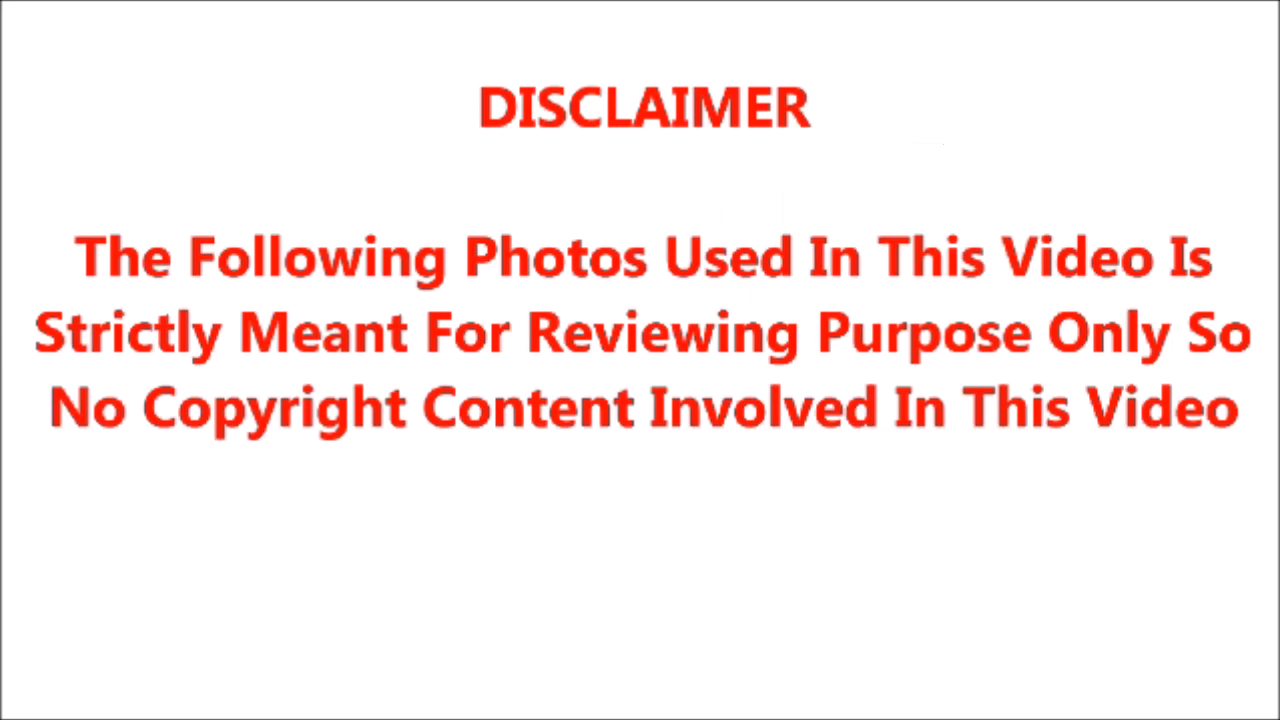 DISCLAIMER
The Following Photos Used In This Video Is
Strictly Meant For Reviewing Purpose Only So
No Copyright Content Involved In This Video